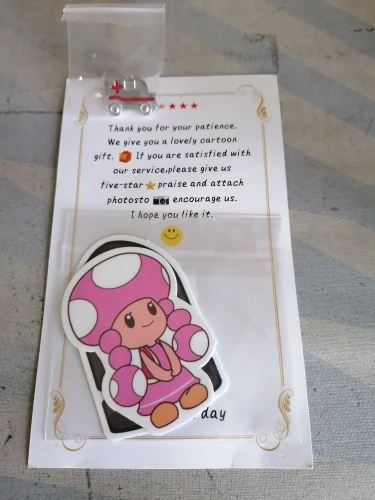 Thank you for your patience.
We give you a lovely cartoon
gift. 🎁 If you are satisfied with
our service,please give us
five-star ⭐ praise and attach
photosto 📷 encourage us.
I hope you like it.
day